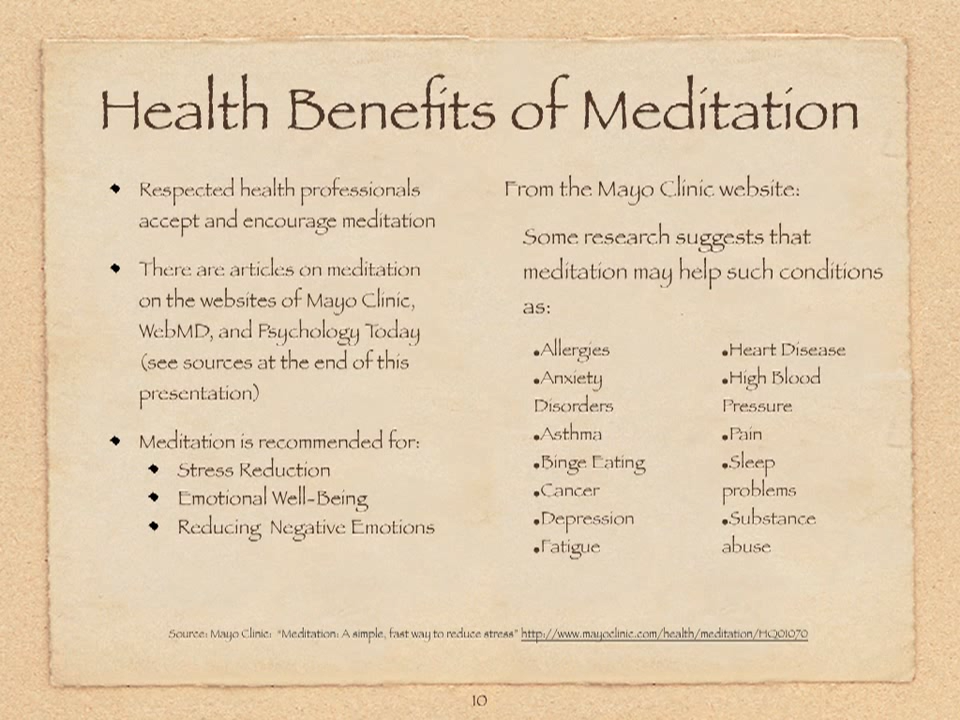 Health Benefits of Meditation
Respected health professionals
accept and encourage meditation
There are articles on meditation
on the websites of Mayo Clinic,
WebMD, and Psychology Today
(see sources at the end of this
presentation)
Meditation is recommended for:
Stress Reduction
Emotional Well-Being
Reducing Negative Emotions
From the Mayo Clinic website:
Some research suggests that
meditation may help such conditions
as:
•Allergies
•Anxiety
Disorders
•Asthma
•Binge Eating
•Cancer
•Depression
•Fatigue
•Heart Disease
•High Blood
Pressure
•Pain
•Sleep
problems
•Substance
abuse
Source: Mayo Clinic: "Meditation: A simple, fast way to reduce stress" http://www.mayoclinic.com/health/meditation/HQ01070
10